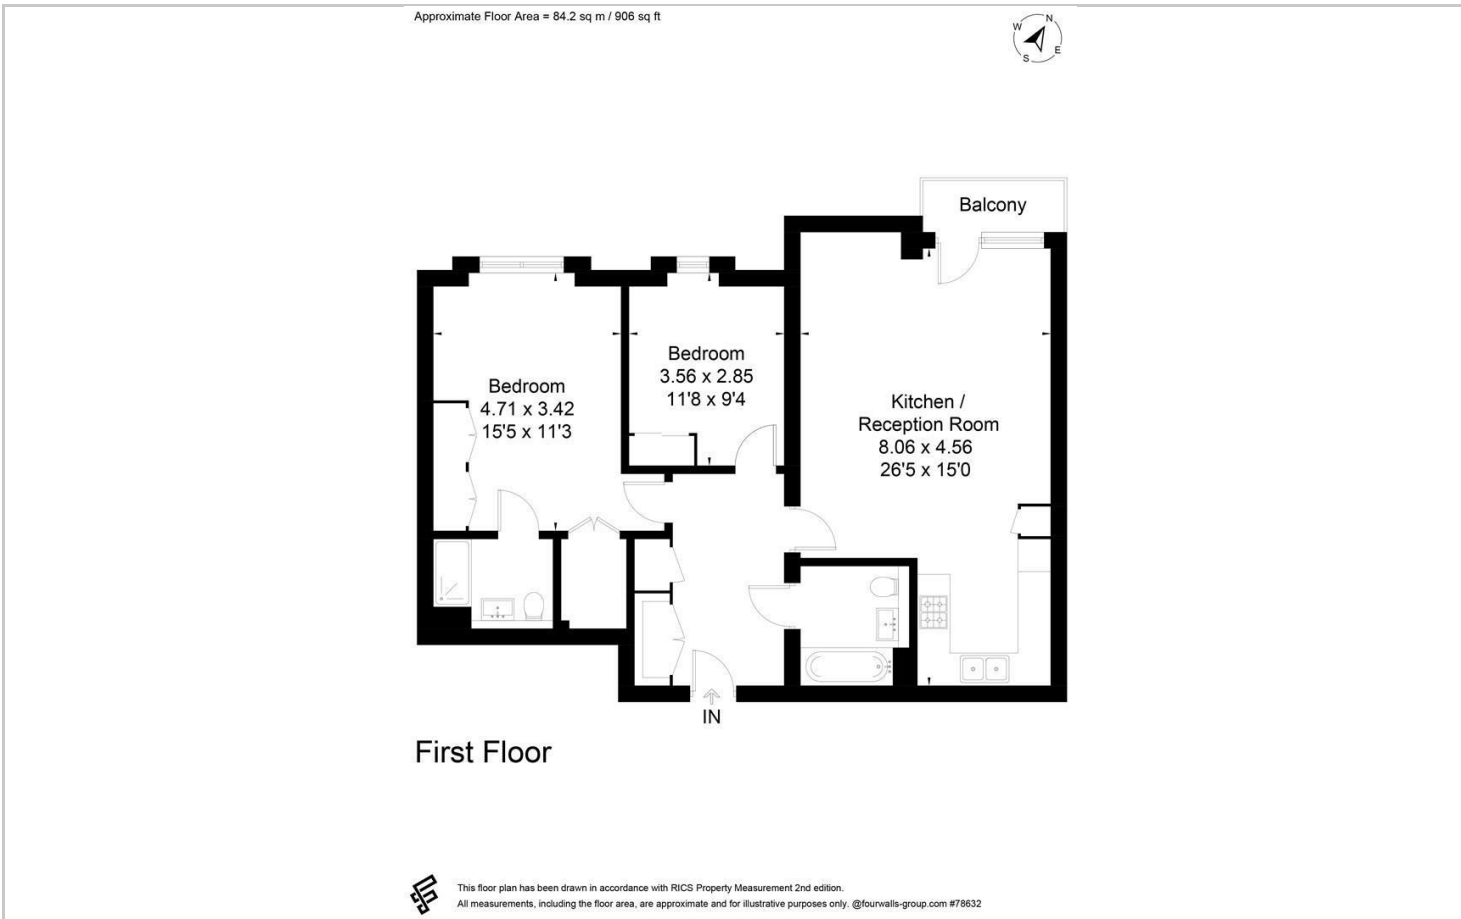 Approximate Floor Area = 84.2 sq m / 906 sq ft
N
W
E
S
Balcony
Bedroom
3.56 x 2.85
11'8 x 9'4
Bedroom
4.71 x 3.42
15'5 x 11'3
Kitchen /
Reception Room
8.06 x 4.56
26'5 x 15'0
IN
First Floor
This floor plan has been drawn in accordance with RICS Property Measurement 2nd edition.
All measurements, including the floor area, are approximate and for illustrative purposes only. @fourwalls-group.com #78632